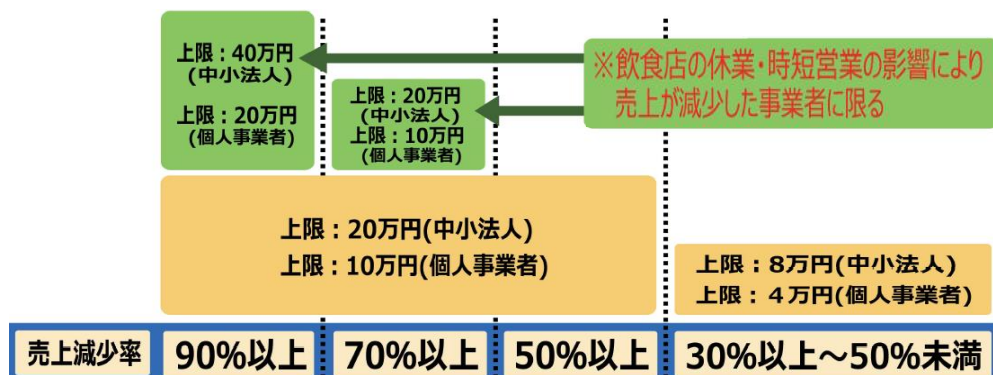 上限：40万円
(中小法人)
上限：20万円
(個人事業者)
上限：20万円
(中小法人)
上限：10万円
(個人事業者)
※飲食店の休業・時短営業の影響により
売上が減少した事業者に限る
上限：20万円(中小法人)
上限：10万円(個人事業者)
上限：8万円(中小法人)
上限：４万円(個人事業者)
売上減少率
90%以上
70%以上
50%以上
30%以上～50%未満